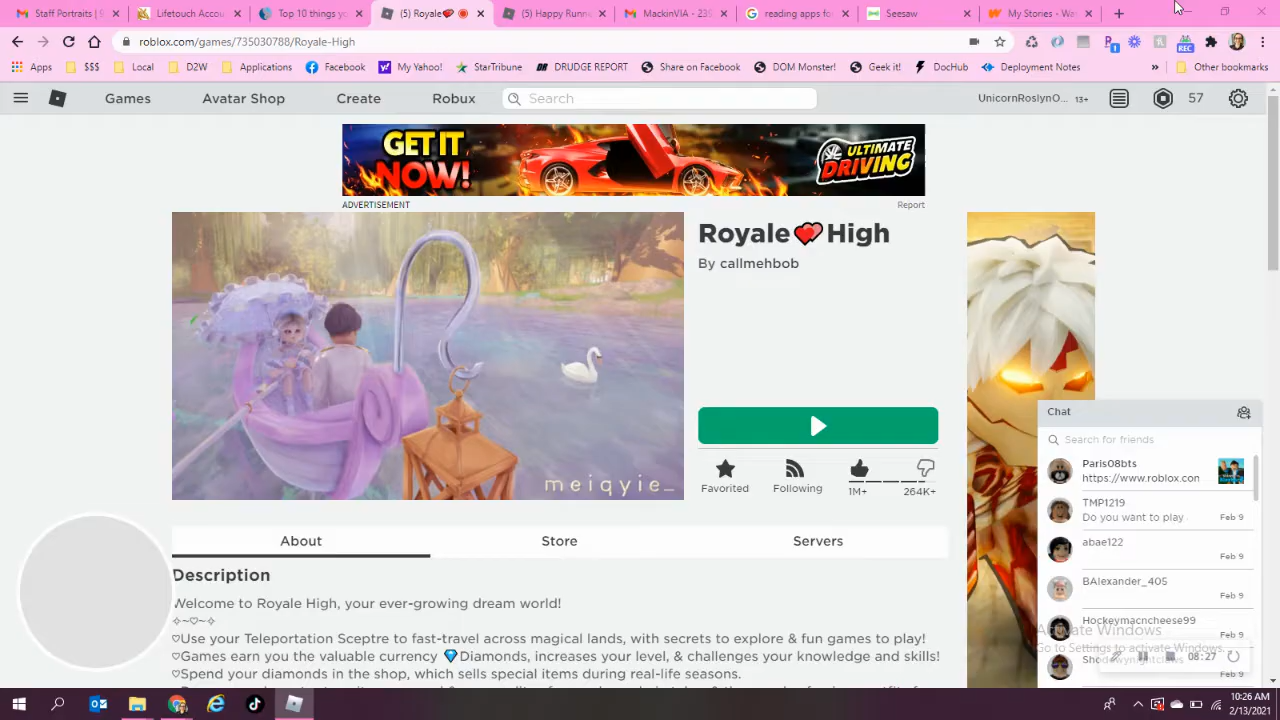 Staff Portraits
Lifetouch Accou
Top 10 things yo
(5) Royale
(5) Happy Runne
MackinVIA - 239
reading apps for
Seesaw
My Stories - Wa
roblox.com/games/735030788/Royale-High
REC
Apps
$$$
Local
D2W
Applications
Facebook
My Yahoo!
StarTribune
DRUDGE REPORT
Share on Facebook
DOM Monster!
Geek it!
DocHub
Deployment Notes
»
Other bookmarks
Games
Avatar Shop
Create
Robux
Search
UnicornRoslynO... 13+
57
GET IT
NOW!
ULTIMATE
DRIVING
ADVERTISEMENT
Report
Royale💕High
By callmehbob
meiqyie_
Favorited
Following
1M+
264K+
About
Store
Servers
Description
Welcome to Royale High, your ever-growing dream world!
✧~♡~✧
♡Use your Teleportation Sceptre to fast-travel across magical lands, with secrets to explore & fun games to play!
♡Games earn you the valuable currency 💎Diamonds, increases your level, & challenges your knowledge and skills!
♡Spend your diamonds in the shop, which sells special items during real-life seasons.
Chat
Search for friends
Paris08bts
https://www.roblox.con
TMP1219
Do you want to play
Feb 9
abae122
Feb 9
BAlexander_405
Feb 9
Hockeymacncheese99
Feb 9
Activate Windows
Go to Settings to activate Windows.
08:27
10:26 AM
2/13/2021